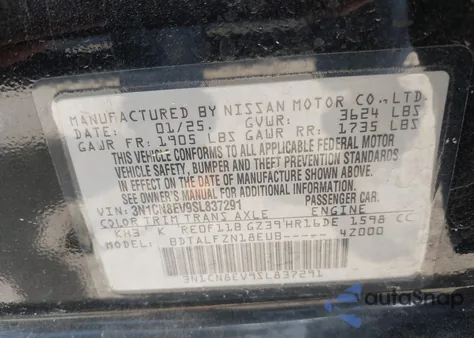 MANUFACTURED BY NISSAN MOTOR CO., LTD.
DATE: 01/25. GVWR: 3624 LBS
GAWR FR: 1905 LBS GAWR RR: 1735 LBS
THIS VEHICLE CONFORMS TO ALL APPLICABLE FEDERAL MOTOR
VEHICLE SAFETY, BUMPER, AND THEFT PREVENTION STANDARDS
IN EFFECT ON THE DATE OF MANUFACTURE SHOWN ABOVE.
SEE OWNER'S MANUAL FOR ADDITIONAL INFORMATION.
VIN: 3N1CN8EV9SL837291 PASSENGER CAR.
COLOR TRIM TRANS AXLE ENGINE
KH3 K RE0F11B GZ39 HR16DE 1598 CC
MODEL: BDTALFZN18EUB----- 42000
3N1CN8EV9SL837291
autoSnap